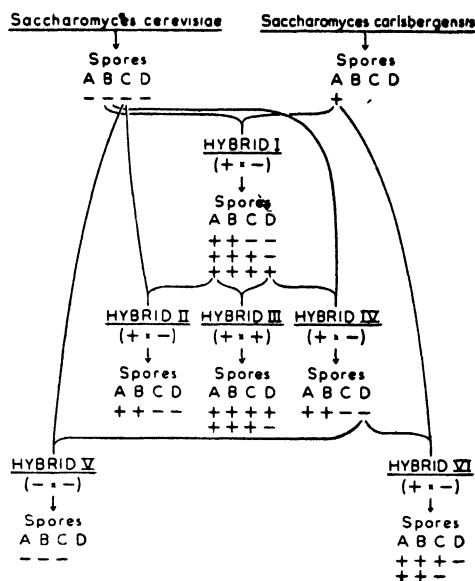 Saccharomyces cerevisiae
Saccharomyces carlsbergensis
Spores
A B C D
– – – –
Spores
A B C D
+
HYBRID I
(+ × –)
Spores
A B C D
+ + – –
+ + + –
+ + + +
HYBRID II
(+ × –)
Spores
A B C D
+ + – –
HYBRID III
(+ × +)
Spores
A B C D
+ + + +
+ + + –
HYBRID IV
(+ × –)
Spores
A B C D
+ + – –
HYBRID V
(– × –)
Spores
A B C D
– – –
HYBRID VI
(+ × –)
Spores
A B C D
+ + + –
+ + –